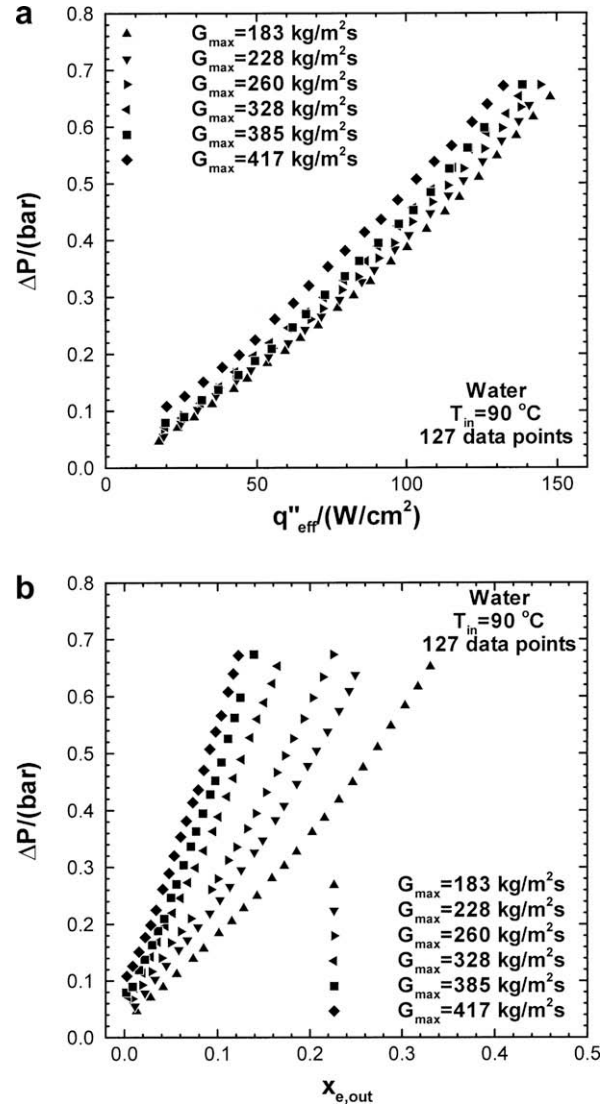 a
0.8
0.7
0.6
0.5
0.4
0.3
0.2
0.1
0.0
ΔP/(bar)
G_max=183 kg/m²s
G_max=228 kg/m²s
G_max=260 kg/m²s
G_max=328 kg/m²s
G_max=385 kg/m²s
G_max=417 kg/m²s
Water
T_in=90 °C
127 data points
0 50 100 150
q"_eff/(W/cm²)
b
0.8
0.7
0.6
0.5
0.4
0.3
0.2
0.1
0.0
ΔP/(bar)
Water
T_in=90 °C
127 data points
G_max=183 kg/m²s
G_max=228 kg/m²s
G_max=260 kg/m²s
G_max=328 kg/m²s
G_max=385 kg/m²s
G_max=417 kg/m²s
0.0 0.1 0.2 0.3 0.4 0.5
x_e,out